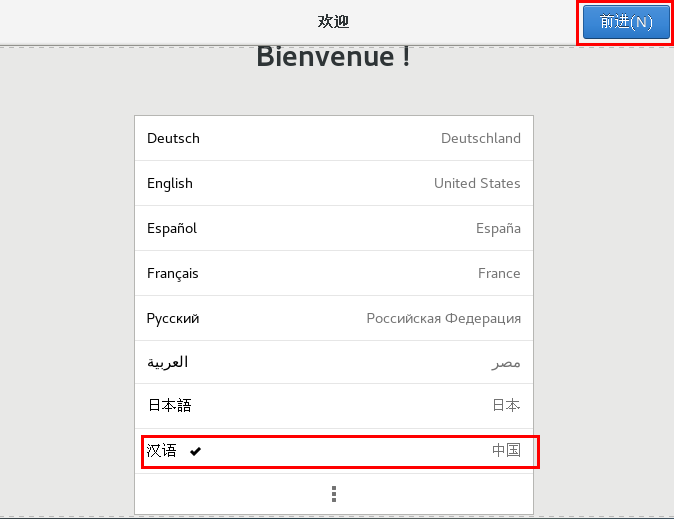 欢迎
前进(N)
Bienvenue !
Deutsch Deutschland
English United States
Español España
Français France
Русский Российская Федерация
العربية مصر
日本語 日本
汉语 ✔ 中国